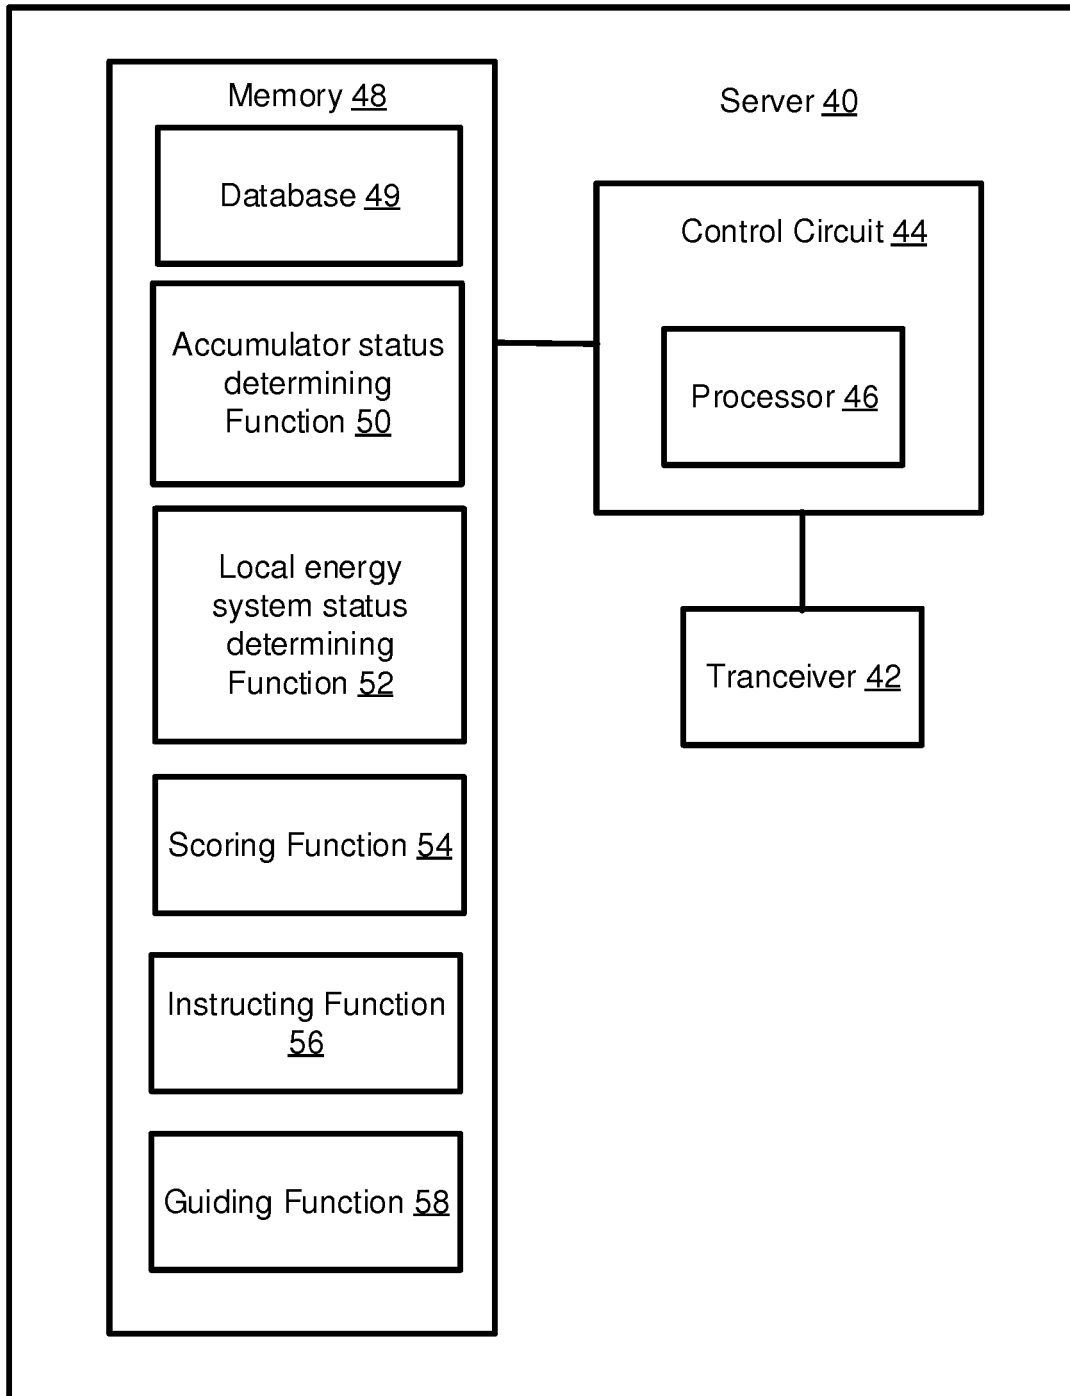 Memory 48
Server 40
Database 49
Control Circuit 44
Accumulator status
determining
Function 50
Processor 46
Local energy
system status
determining
Function 52
Tranceiver 42
Scoring Function 54
Instructing Function
56
Guiding Function 58